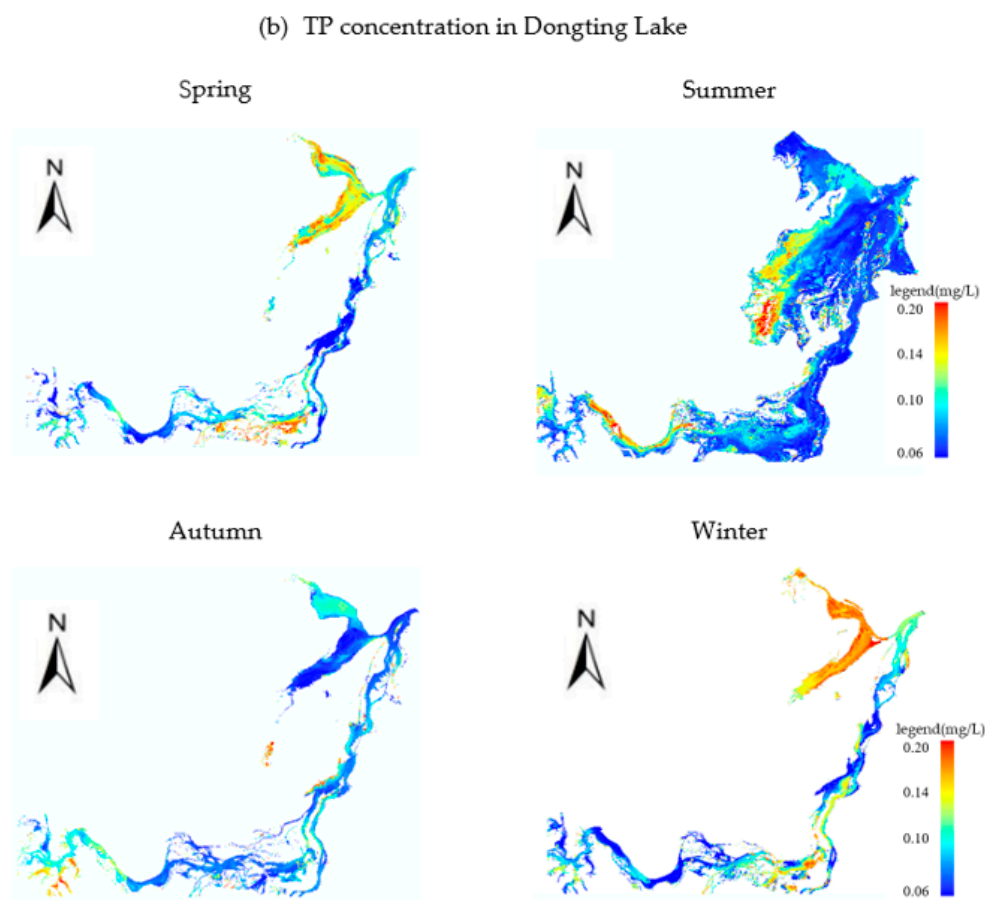 (b) TP concentration in Dongting Lake
Spring
Summer
N
N
legend(mg/L)
0.20
0.14
0.10
0.06
Autumn
Winter
N
N
legend(mg/L)
0.20
0.14
0.10
0.06